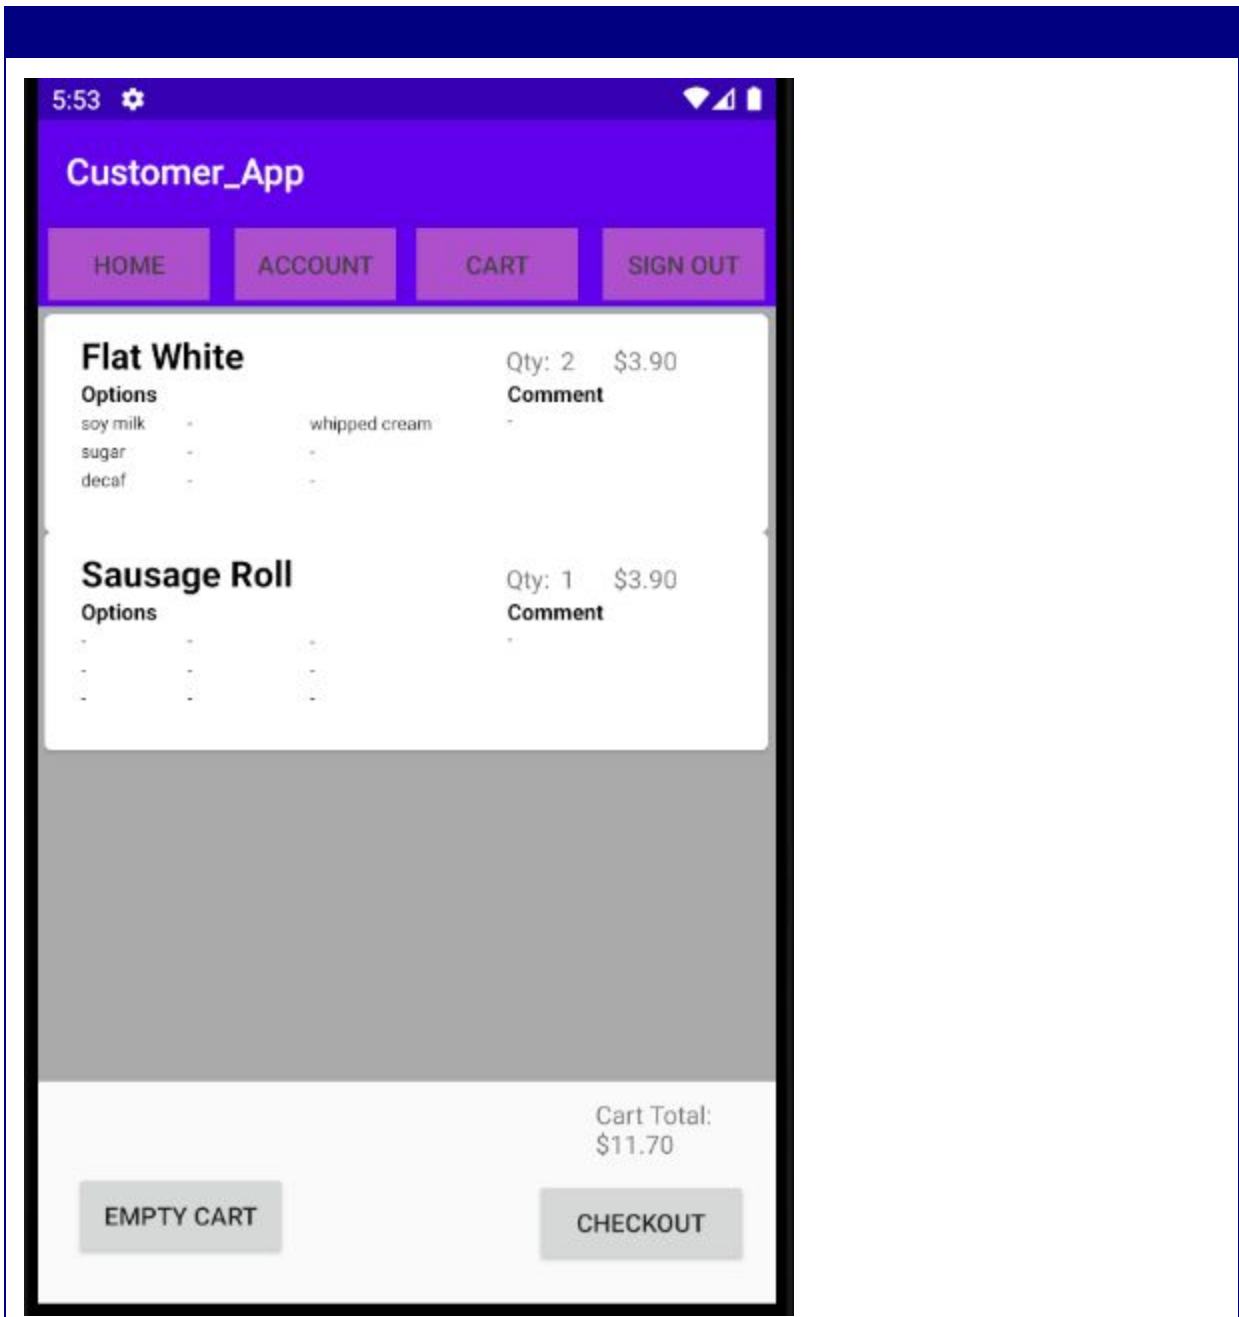 5:53
Customer_App
HOME ACCOUNT CART SIGN OUT
Flat White Qty: 2 $3.90
Options Comment
soy milk - whipped cream -
sugar - -
decaf - -
Sausage Roll Qty: 1 $3.90
Options Comment
- - - -
- - -
- - -
Cart Total:
$11.70
EMPTY CART CHECKOUT